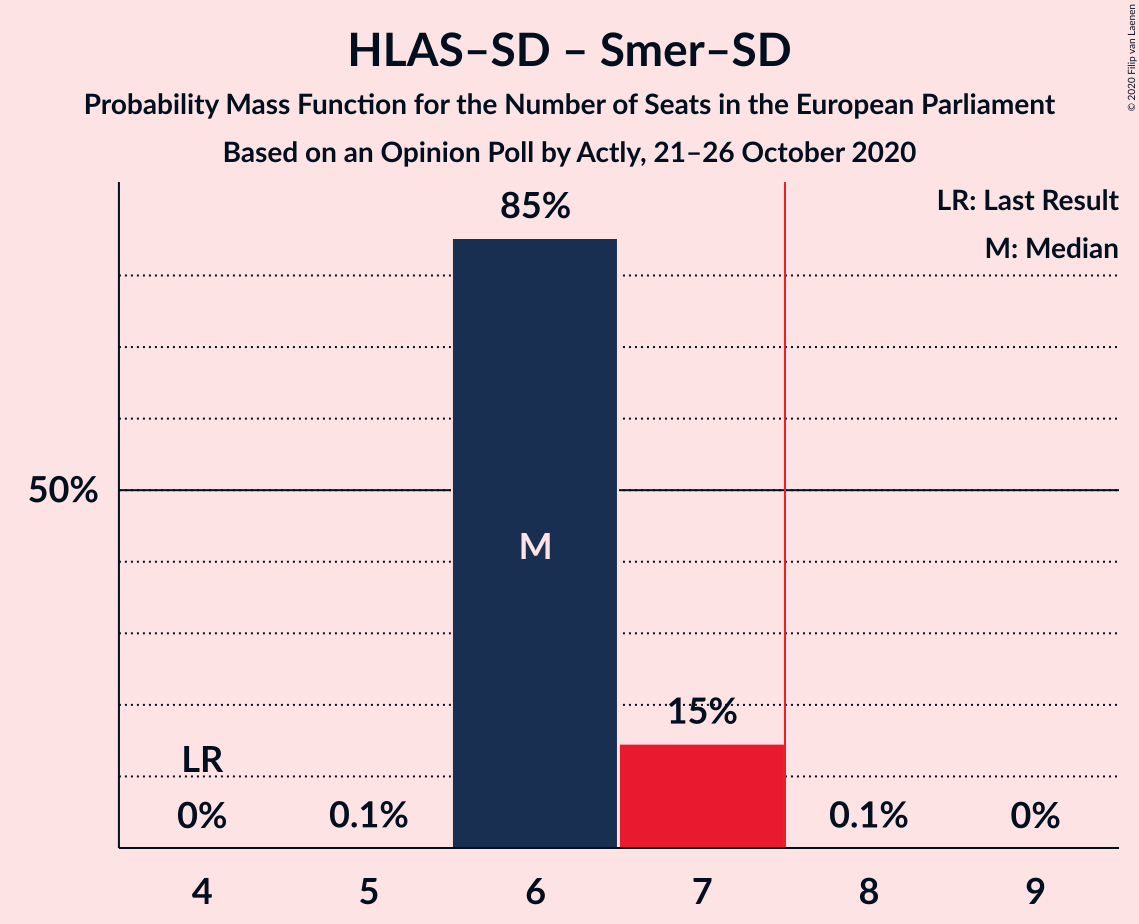 HLAS–SD – Smer–SD
Probability Mass Function for the Number of Seats in the European Parliament
Based on an Opinion Poll by Actly, 21–26 October 2020
© 2020 Filip van Laenen
LR: Last Result
M: Median
85%
50%
M
15%
LR
0%
0.1%
0.1%
0%
4
5
6
7
8
9